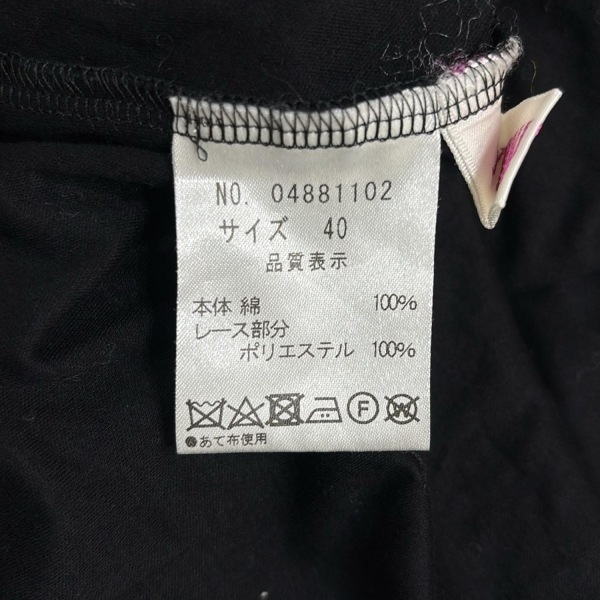 NO. 04881102
サイズ 40
品質表示
本体 綿 100%
レース部分
ポリエステル 100%
F W
●あて布使用